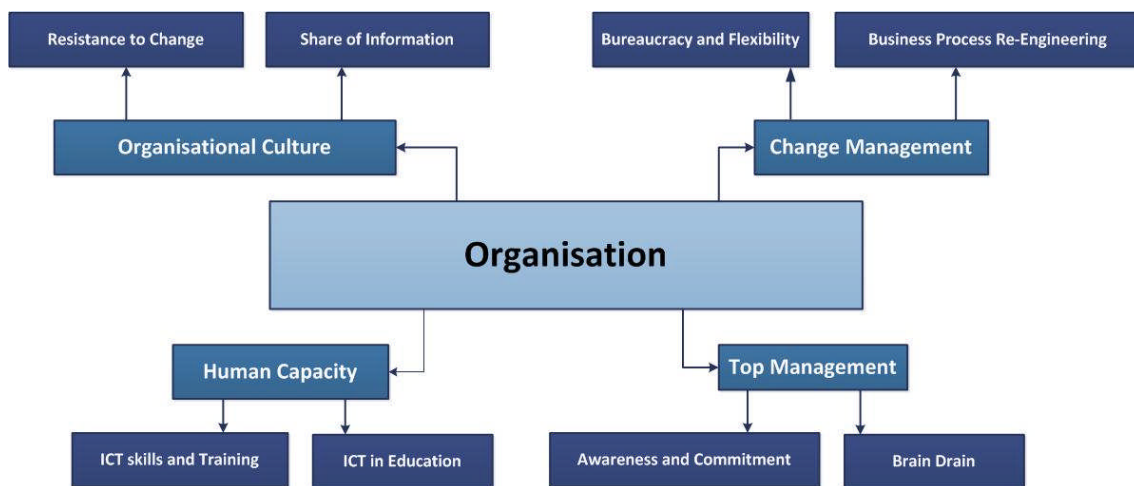 Resistance to Change
Share of Information
Bureaucracy and Flexibility
Business Process Re-Engineering
Organisational Culture
Change Management
Organisation
Human Capacity
Top Management
ICT skills and Training
ICT in Education
Awareness and Commitment
Brain Drain